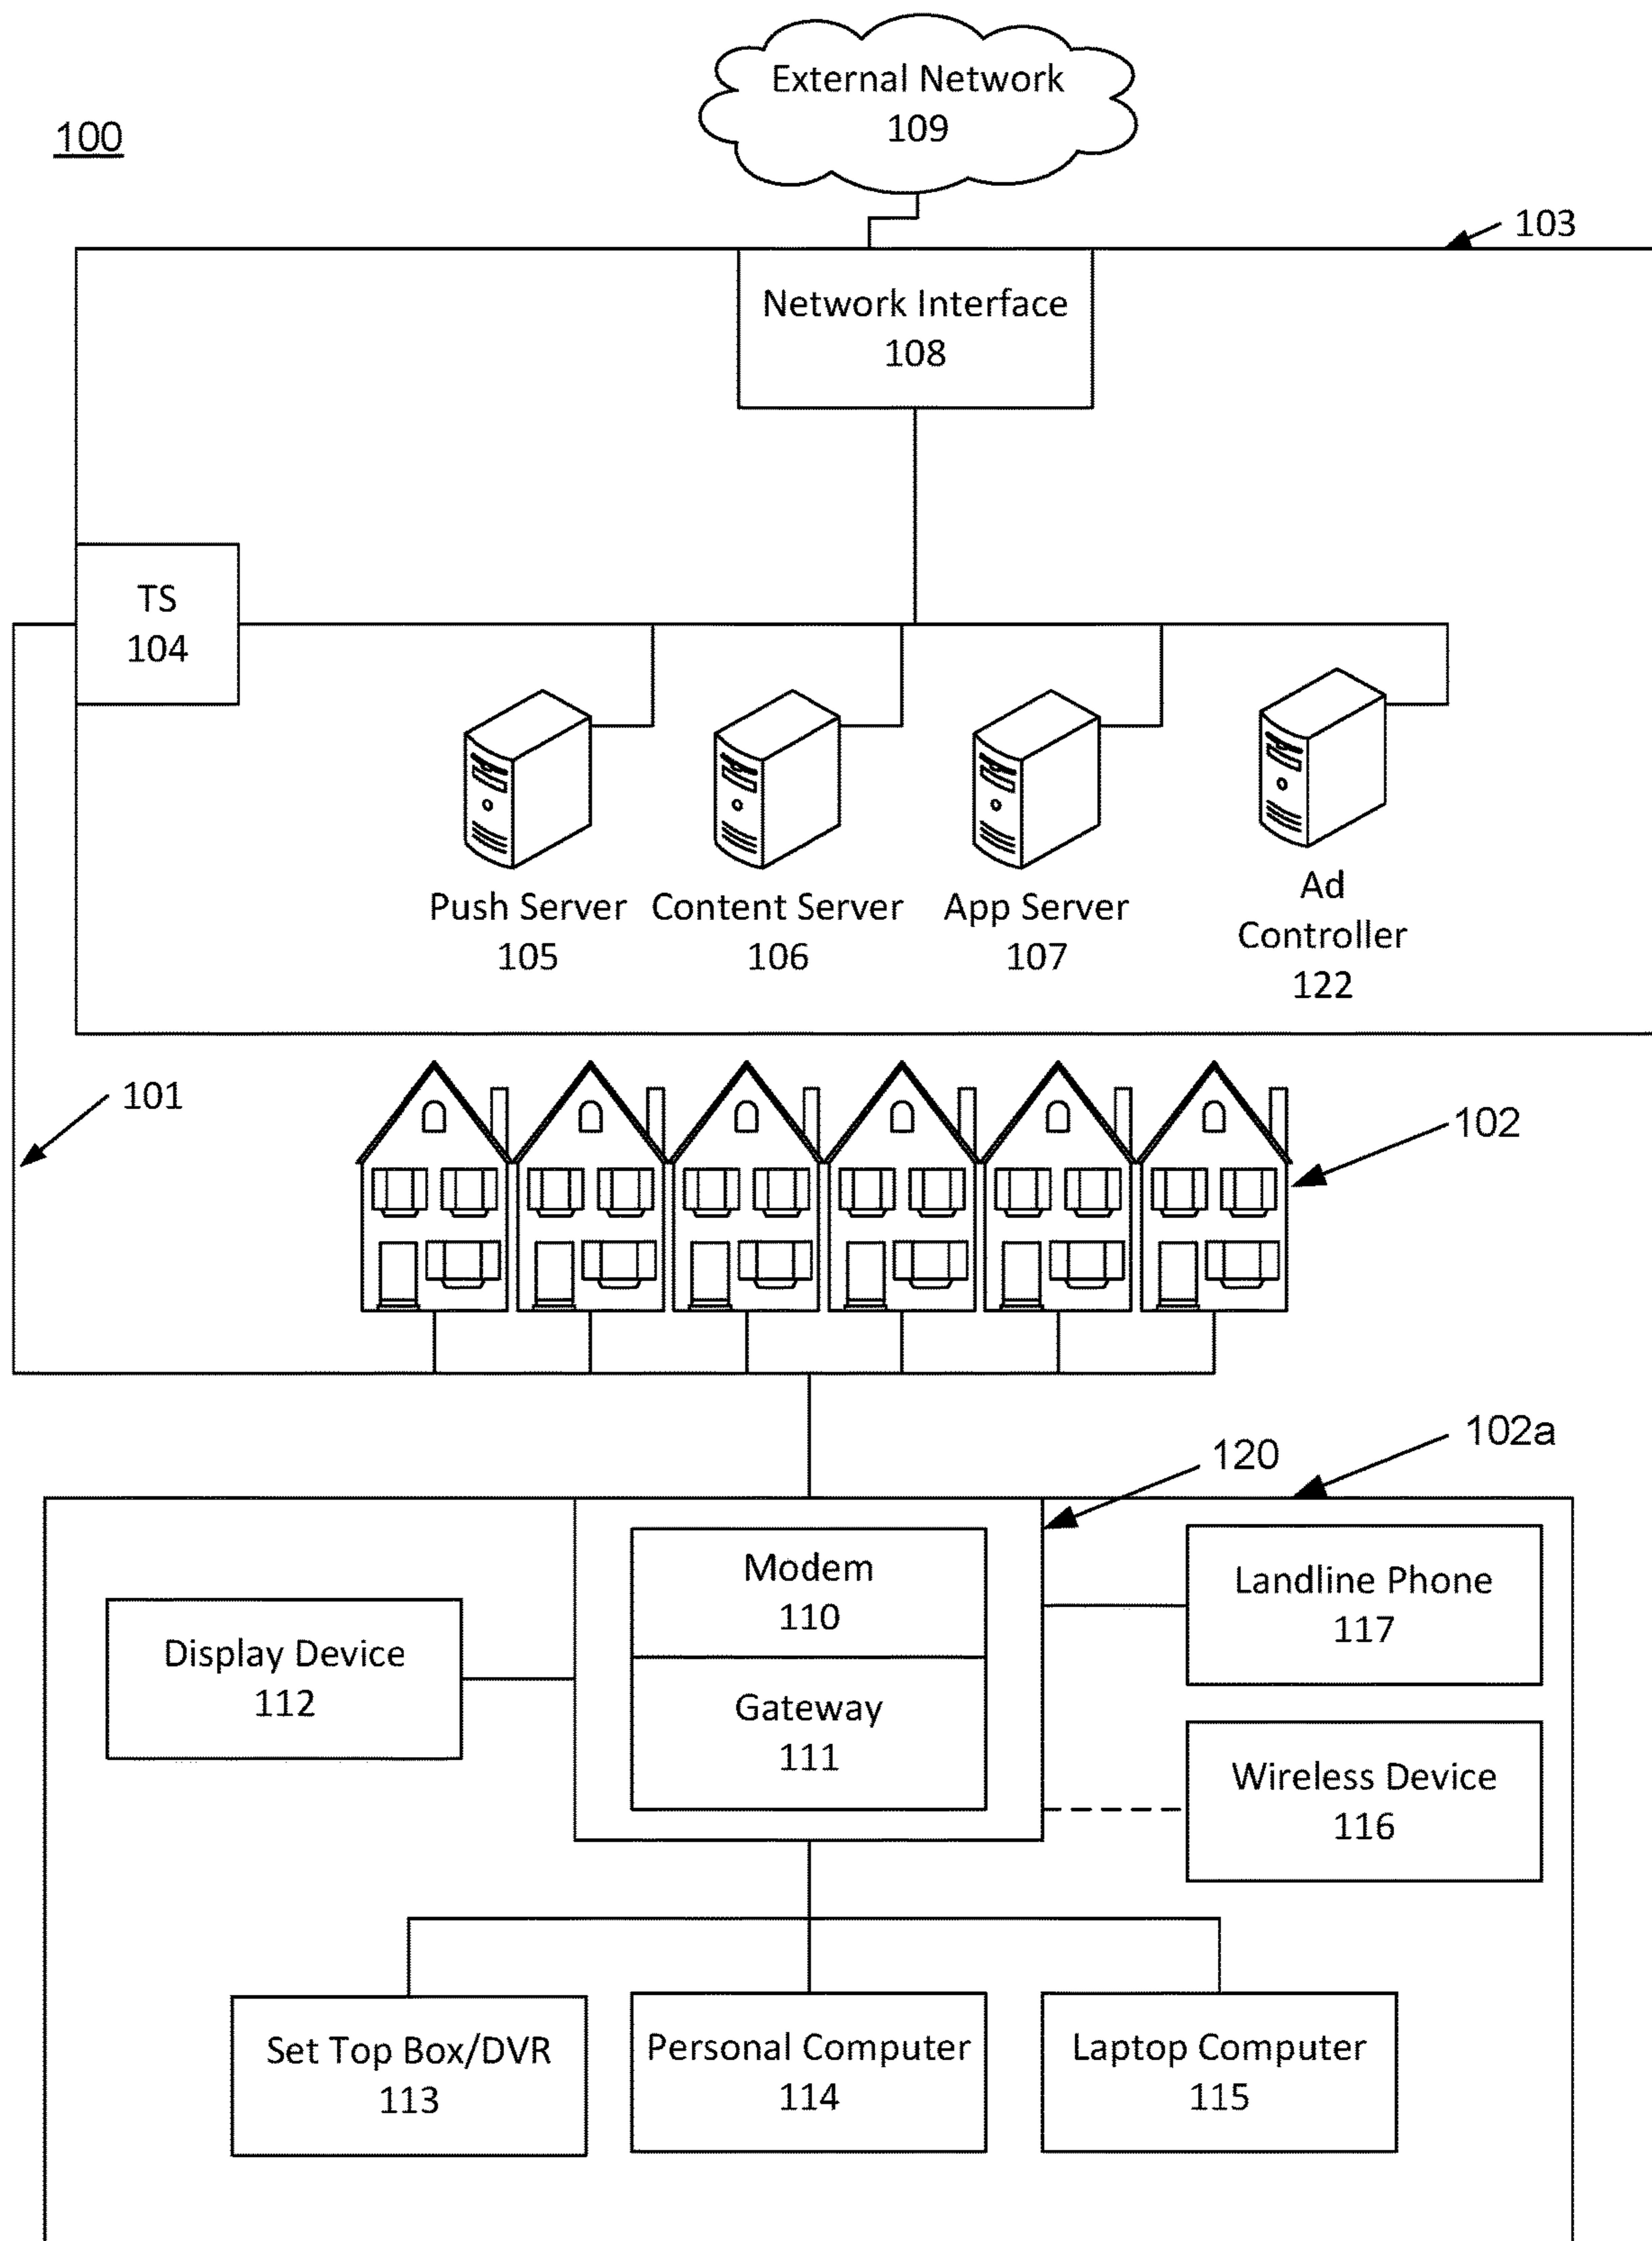 External Network
109
100
103
Network Interface
108
TS
104
Push Server
105
Content Server
106
App Server
107
Ad
Controller
122
101
102
102a
120
Modem
110
Landline Phone
117
Display Device
112
Gateway
111
Wireless Device
116
Set Top Box/DVR
113
Personal Computer
114
Laptop Computer
115